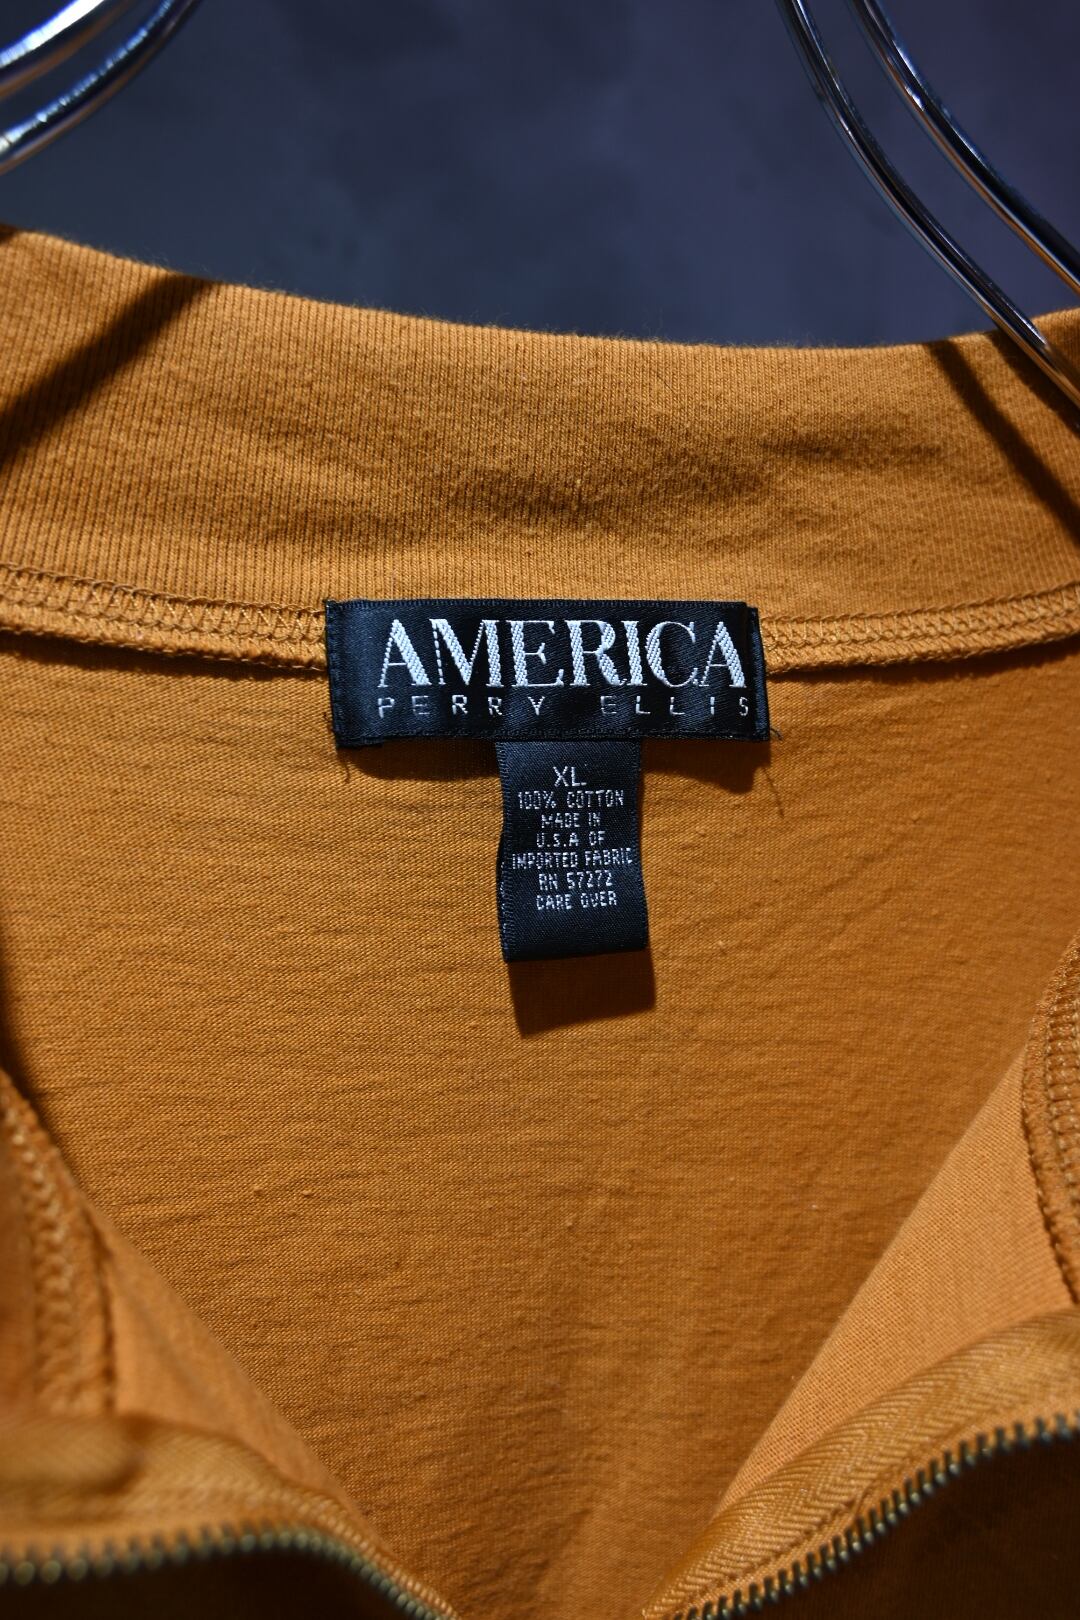 AMERICA
PERRY ELLIS
XL
100% COTTON
MADE IN
U.S.A OF
IMPORTED FABRIC
RN 57272
CARE OVER